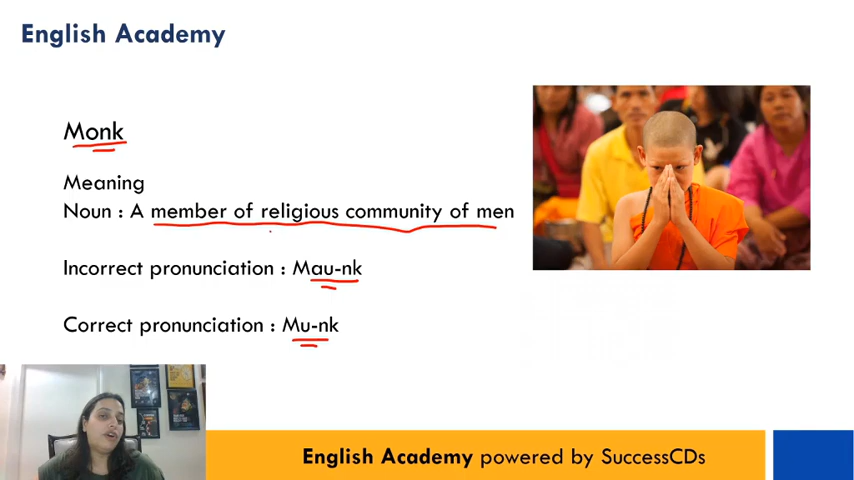 English Academy
Monk
Meaning
Noun : A member of religious community of men
Incorrect pronunciation : Mau-nk
Correct pronunciation : Mu-nk
English Academy powered by SuccessCDs